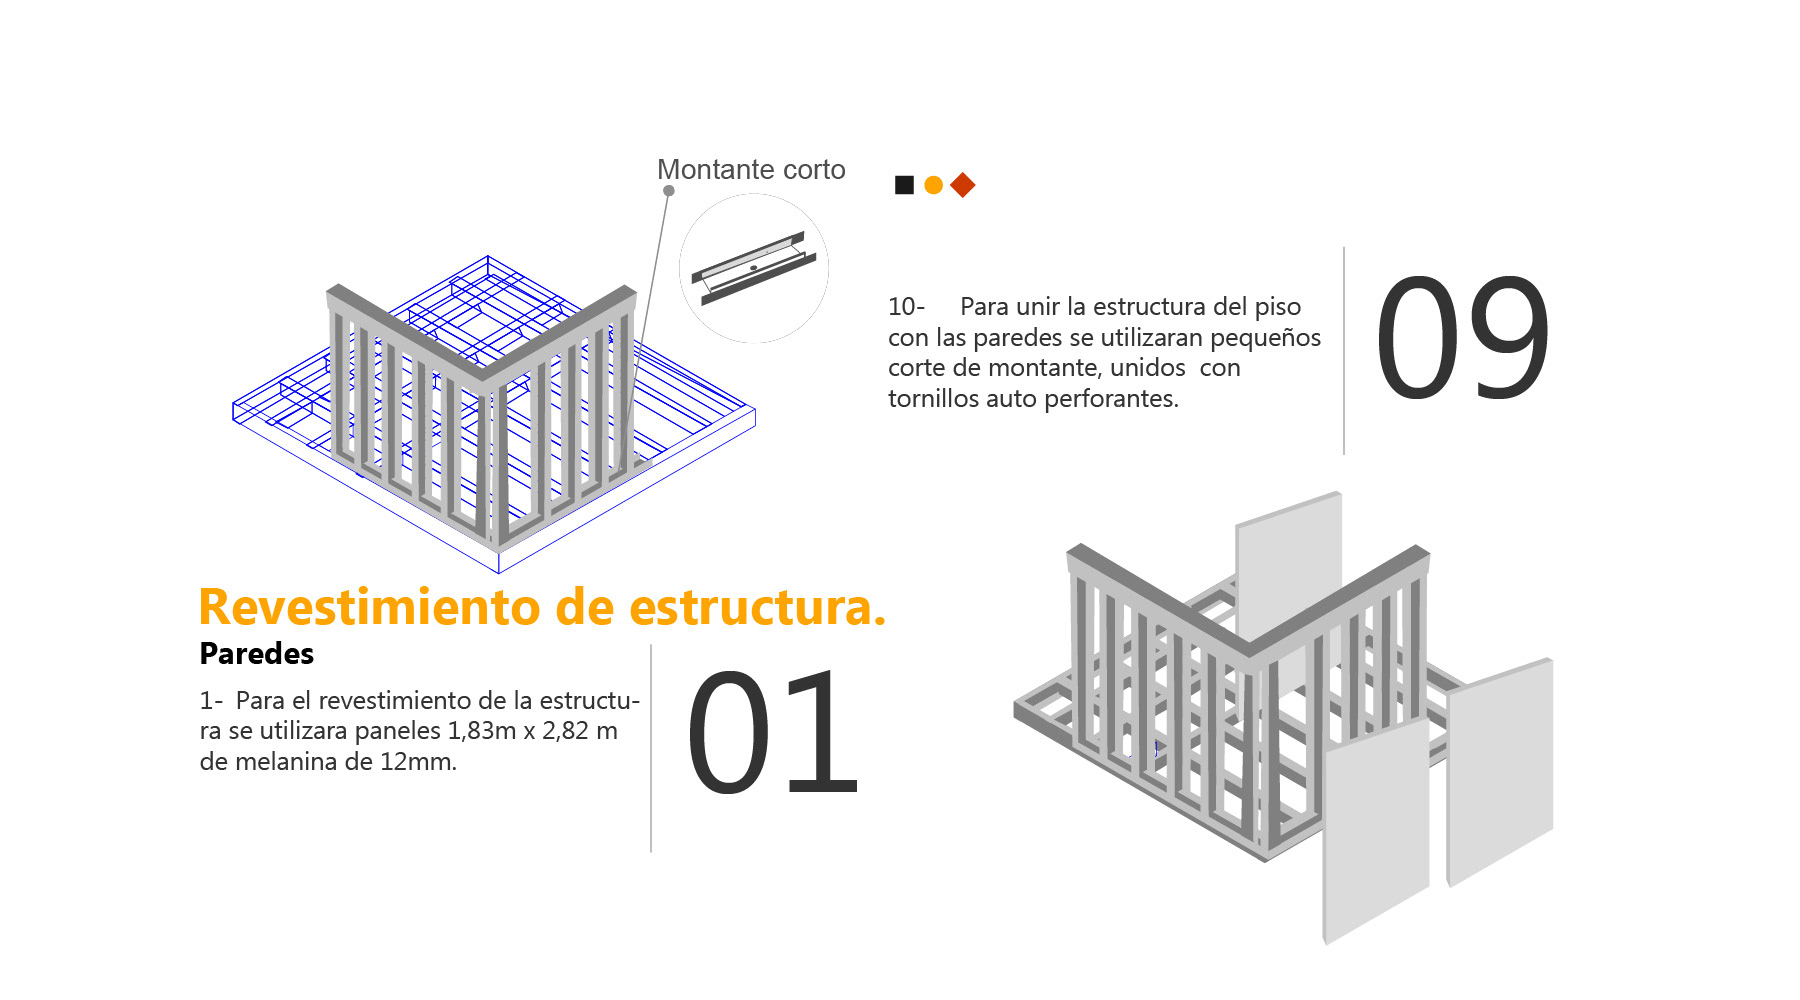 Montante corto
10- Para unir la estructura del piso
con las paredes se utilizaran pequeños
corte de montante, unidos con
tornillos auto perforantes.
09
Revestimiento de estructura.
Paredes
1- Para el revestimiento de la estructu-
ra se utilizara paneles 1,83m x 2,82 m
de melanina de 12mm.
01